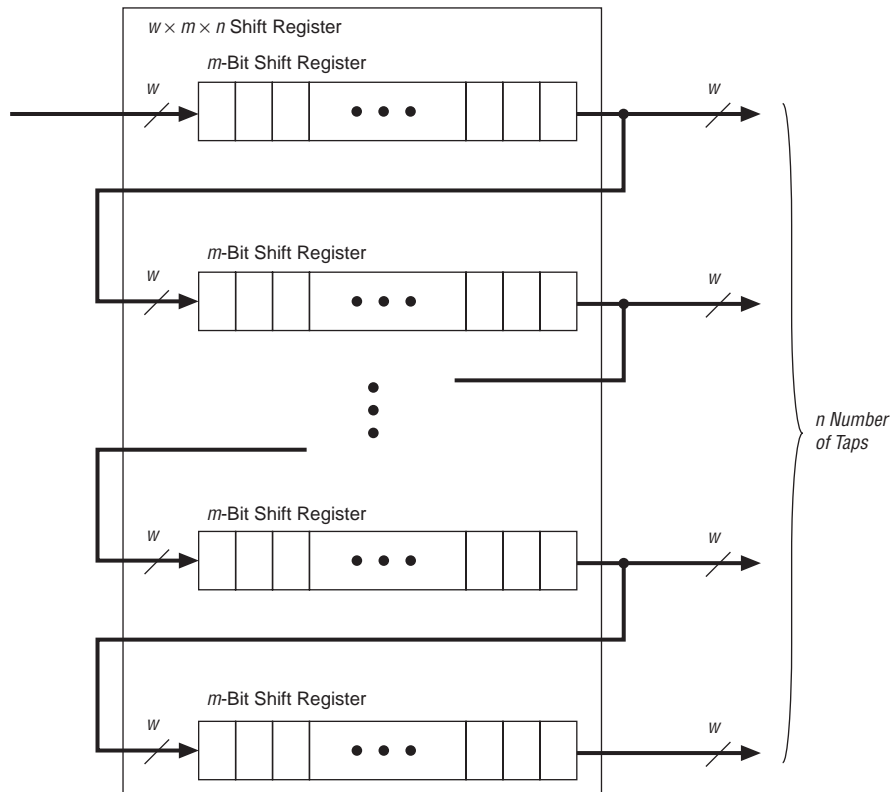 w × m × n Shift Register
m-Bit Shift Register
w
w
m-Bit Shift Register
w
w
n Number
of Taps
m-Bit Shift Register
w
w
m-Bit Shift Register
w
w